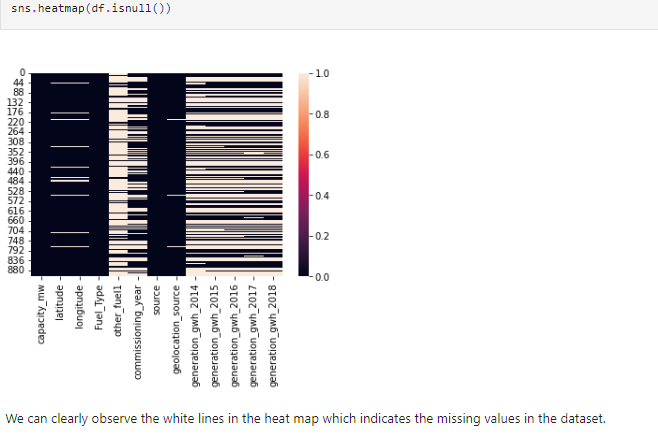 sns.heatmap(df.isnull())
0
44
88
132
176
220
264
308
352
396
440
484
528
572
616
660
704
748
792
836
880
1.0
0.8
0.6
0.4
0.2
0.0
capacity_mw
latitude
longitude
Fuel_Type
other_fuel1
commissioning_year
source
geolocation_source
generation_gwh_2014
generation_gwh_2015
generation_gwh_2016
generation_gwh_2017
generation_gwh_2018
We can clearly observe the white lines in the heat map which indicates the missing values in the dataset.